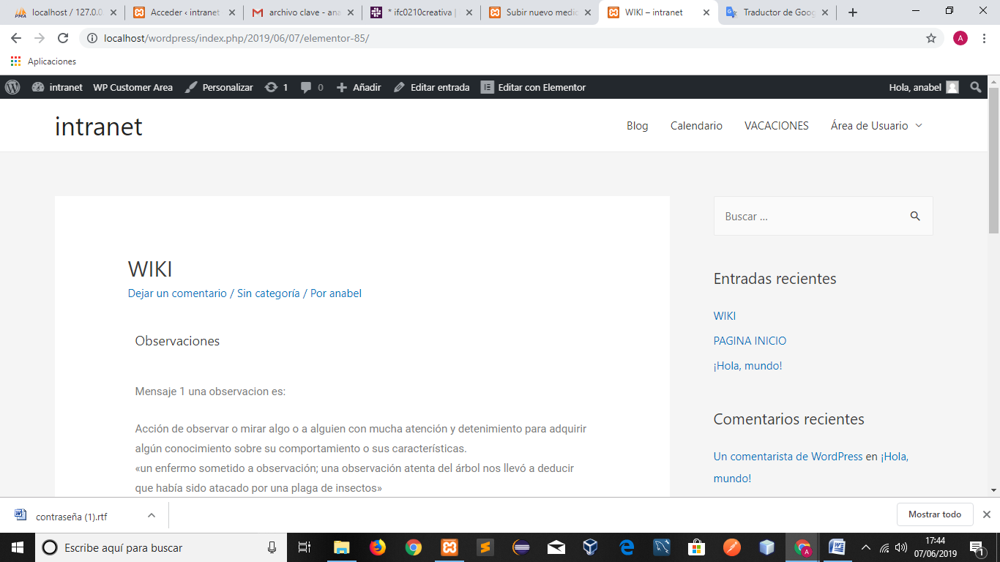 localhost / 127.0.0
Acceder ‹ intranet
archivo clave - ana
* ifc0210creativa |
Subir nuevo medio
WIKI – intranet
Traductor de Goog
localhost/wordpress/index.php/2019/06/07/elementor-85/
A
Aplicaciones
intranet
WP Customer Area
Personalizar
1
0
Añadir
Editar entrada
Editar con Elementor
Hola, anabel
intranet
Blog
Calendario
VACACIONES
Área de Usuario
Buscar ...
WIKI
Dejar un comentario / Sin categoría / Por anabel
Observaciones
Mensaje 1 una observacion es:
Acción de observar o mirar algo o a alguien con mucha atención y detenimiento para adquirir
algún conocimiento sobre su comportamiento o sus características.
«un enfermo sometido a observación; una observación atenta del árbol nos llevó a deducir
que había sido atacado por una plaga de insectos»
Entradas recientes
WIKI
PAGINA INICIO
¡Hola, mundo!
Comentarios recientes
Un comentarista de WordPress en ¡Hola,
mundo!
contraseña (1).rtf
Mostrar todo
Escribe aquí para buscar
17:44
07/06/2019
1